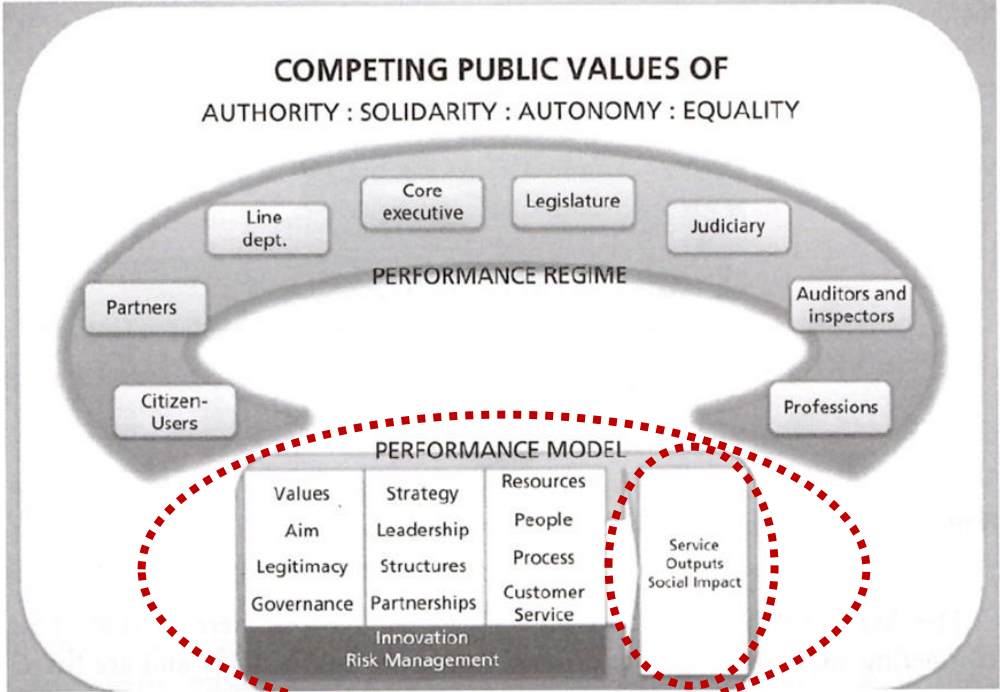 COMPETING PUBLIC VALUES OF
AUTHORITY : SOLIDARITY : AUTONOMY : EQUALITY
Core
executive
Legislature
Line
dept.
Judiciary
PERFORMANCE REGIME
Partners
Auditors and
inspectors
Citizen-
Users
Professions
PERFORMANCE MODEL
Values
Aim
Legitimacy
Governance
Strategy
Leadership
Structures
Partnerships
Resources
People
Process
Customer
Service
Service
Outputs
Social Impact
Innovation
Risk Management